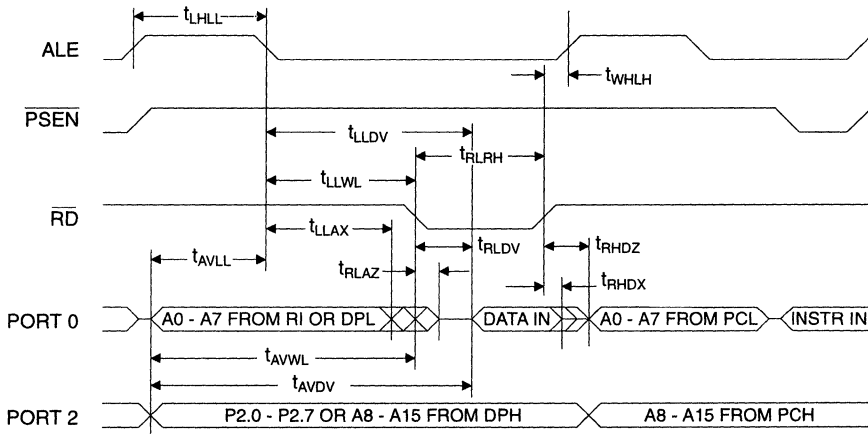 tLHLL
ALE
tWHLH
PSEN
tLLDV
tRLRH
tLLWL
RD
tLLAX
tRLDV
tRHDZ
tAVLL
tRLAZ
tRHDX
PORT 0
A0 - A7 FROM RI OR DPL
DATA IN
A0 - A7 FROM PCL
INSTR IN
tAVWL
tAVDV
PORT 2
P2.0 - P2.7 OR A8 - A15 FROM DPH
A8 - A15 FROM PCH